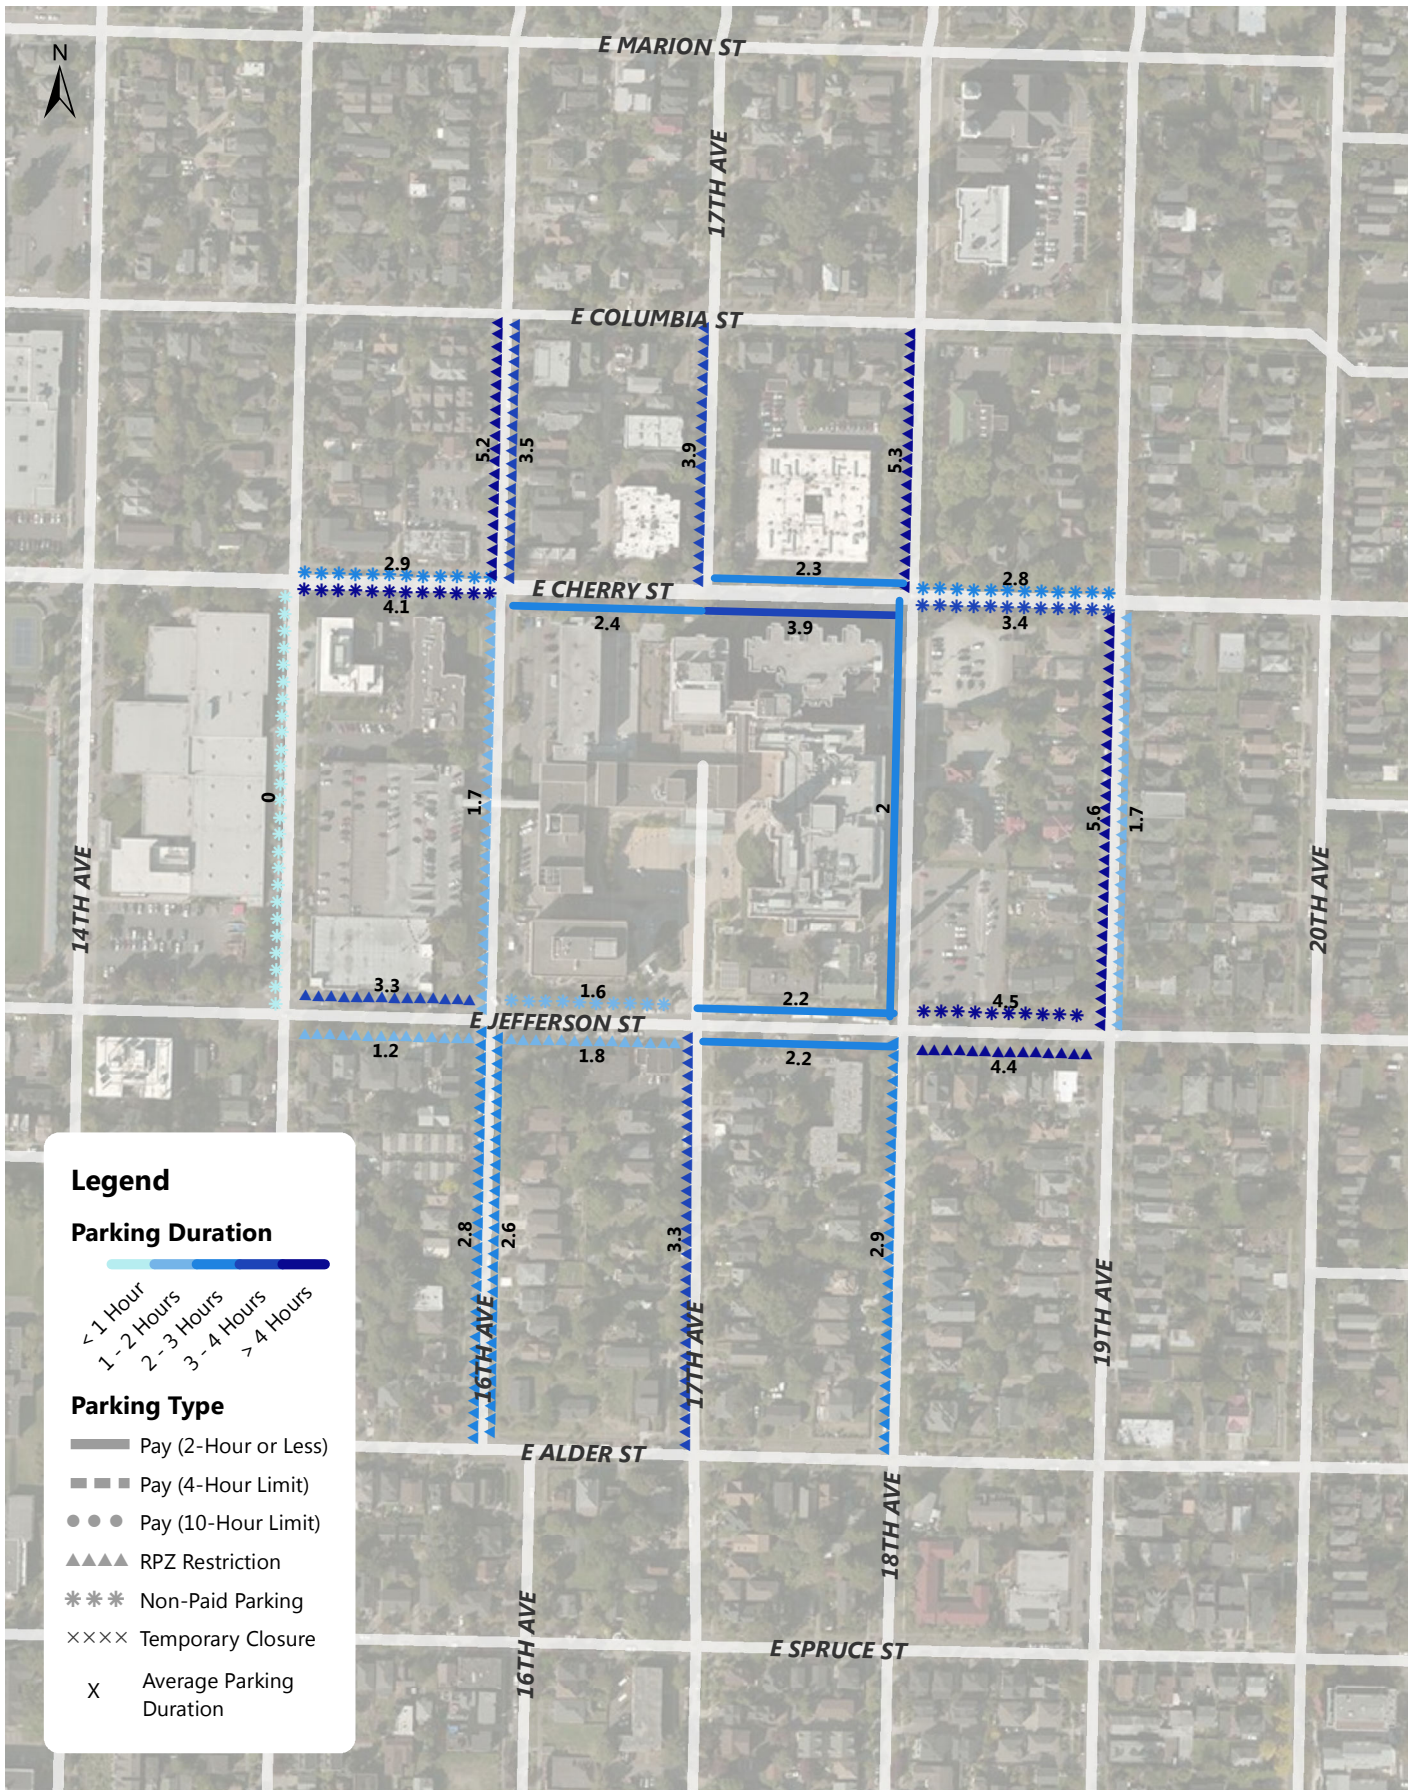 N
E MARION ST
17TH AVE
E COLUMBIA ST
5.2
3.5
3.9
5.3
2.9
4.1
E CHERRY ST
2.3
2.8
2.4
3.9
3.4
0
1.7
2
5.6
1.7
14TH AVE
20TH AVE
3.3
1.6
2.2
4.5
E JEFFERSON ST
1.2
1.8
2.2
4.4
2.8
2.6
3.3
2.9
16TH AVE
17TH AVE
19TH AVE
E ALDER ST
18TH AVE
16TH AVE
E SPRUCE ST
Legend
Parking Duration
< 1 Hour
1 - 2 Hours
2 - 3 Hours
3 - 4 Hours
> 4 Hours
Parking Type
Pay (2-Hour or Less)
Pay (4-Hour Limit)
Pay (10-Hour Limit)
RPZ Restriction
Non-Paid Parking
Temporary Closure
X Average Parking
Duration